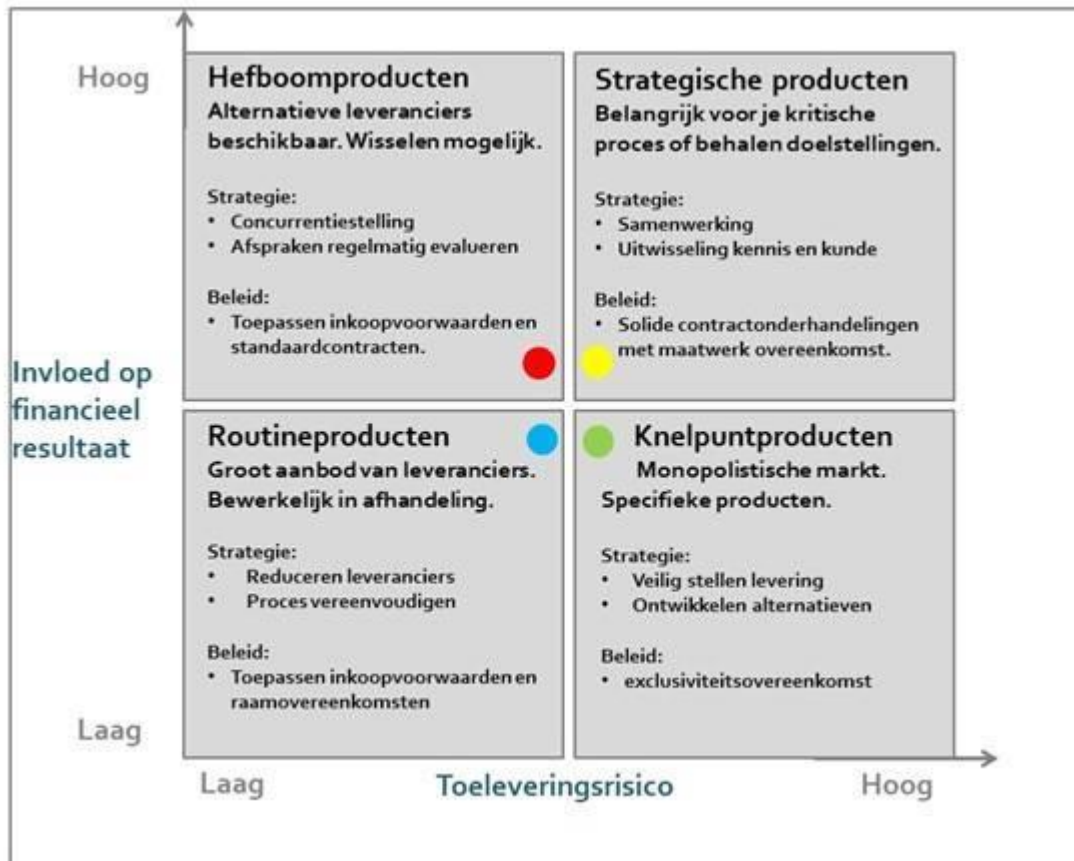 Hoog
Hefboomproducten
Alternatieve leveranciers
beschikbaar. Wisselen mogelijk.
Strategie:
• Concurrentiestelling
• Afspraken regelmatig evalueren
Beleid:
• Toepassen inkoopvoorwaarden en
standaardcontracten.
Strategische producten
Belangrijk voor je kritische
proces of behalen doelstellingen.
Strategie:
• Samenwerking
• Uitwisseling kennis en kunde
Beleid:
• Solide contractonderhandelingen
met maatwerk overeenkomst.
Invloed op
financieel
resultaat
Routineproducten
Groot aanbod van leveranciers.
Bewerkelijk in afhandeling.
Strategie:
• Reduceren leveranciers
• Proces vereenvoudigen
Beleid:
• Toepassen inkoopvoorwaarden en
raamovereenkomsten
Knelpuntproducten
Monopolistische markt.
Specifieke producten.
Strategie:
• Veilig stellen levering
• Ontwikkelen alternatieven
Beleid:
• exclusiviteitsovereenkomst
Laag
Laag
Toeleveringsrisico
Hoog